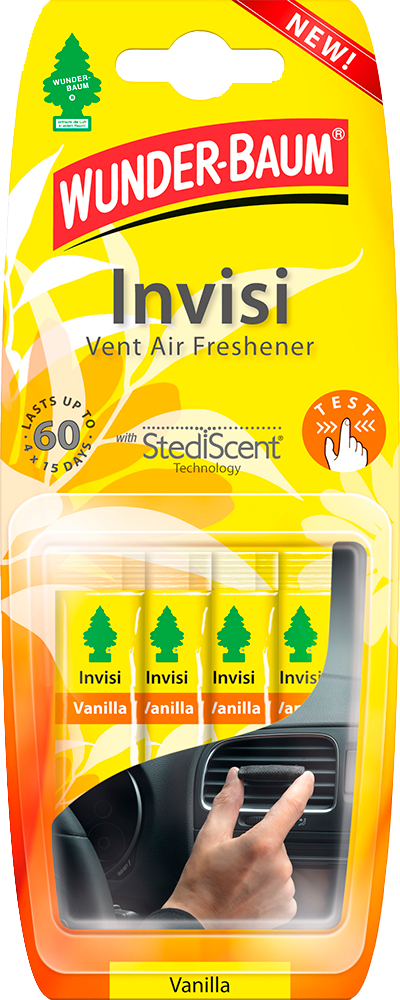 NEW!
WUNDER-
BAUM
®
WUNDER-BAUM®
Invisi
Vent Air Freshener
LASTS UP TO
60
4 x 15 DAYS
with StediScent®
Technology
TEST
Invisi
Vanilla
Invisi
Vanilla
Invisi
Vanilla
Invisi
Van
Vanilla